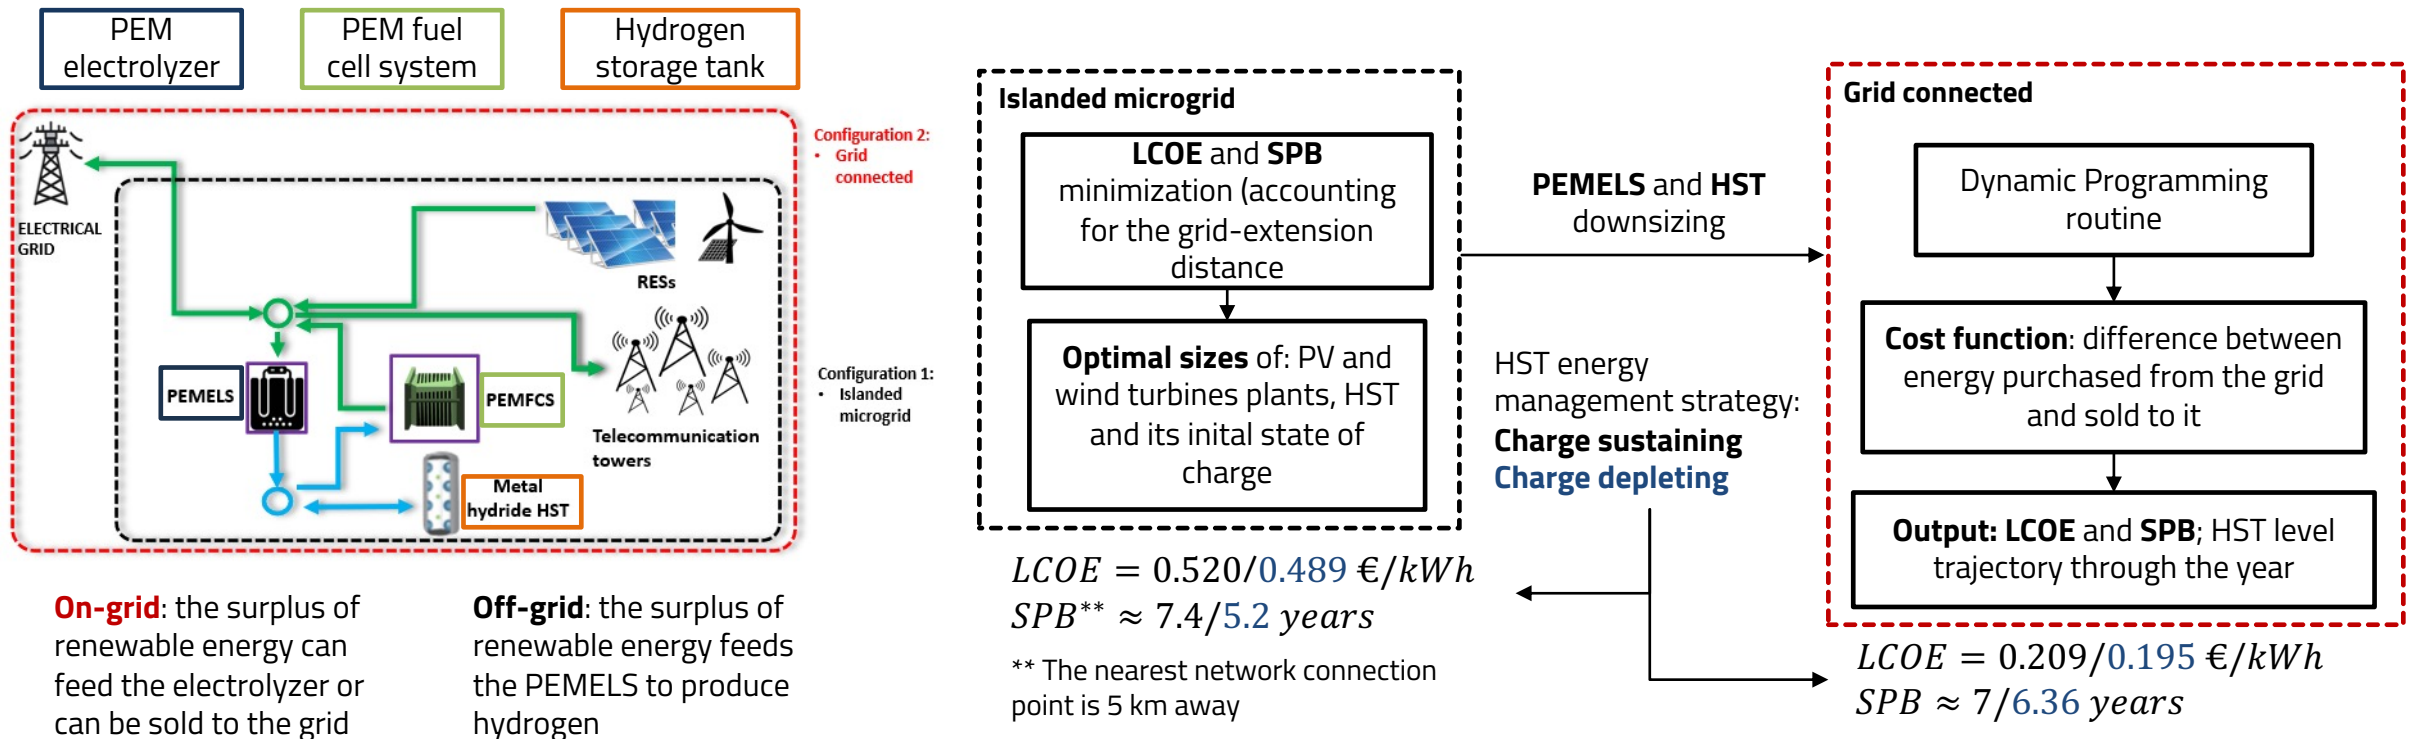 PEM
electrolyzer
PEM fuel
cell system
Hydrogen
storage tank
Configuration 2:
• Grid
connected
ELECTRICAL
GRID
RESs
PEMELS
PEMFCS
Telecommunication
towers
Metal
hydride HST
Configuration 1:
• Islanded
microgrid
On-grid: the surplus of
renewable energy can
feed the electrolyzer or
can be sold to the grid
Off-grid: the surplus of
renewable energy feeds
the PEMELS to produce
hydrogen
Islanded microgrid
LCOE and SPB
minimization (accounting
for the grid-extension
distance
Optimal sizes of: PV and
wind turbines plants, HST
and its inital state of
charge
LCOE = 0.520/0.489 €/kWh
SPB** ≈ 7.4/5.2 years
** The nearest network connection
point is 5 km away
PEMELS and HST
downsizing
HST energy
management strategy:
Charge sustaining
Charge depleting
Grid connected
Dynamic Programming
routine
Cost function: difference between
energy purchased from the grid
and sold to it
Output: LCOE and SPB; HST level
trajectory through the year
LCOE = 0.209/0.195 €/kWh
SPB ≈ 7/6.36 years